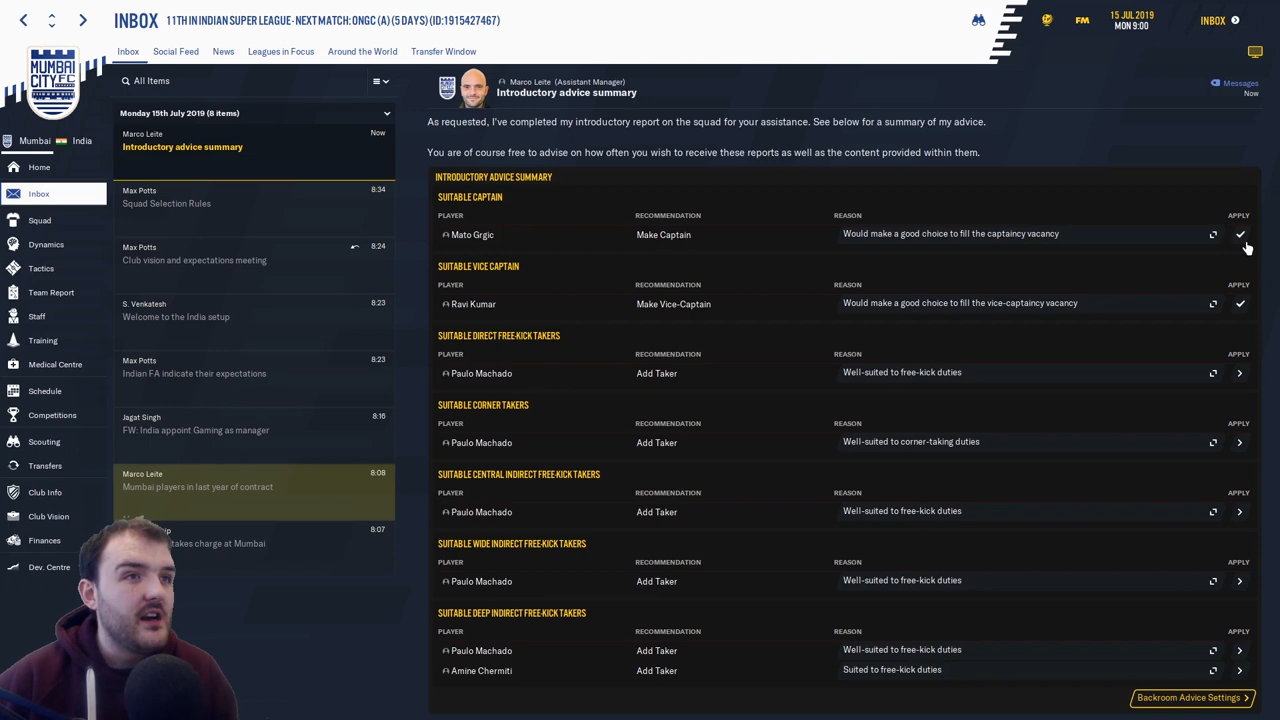 INBOX
11TH IN INDIAN SUPER LEAGUE - NEXT MATCH: ONGC (A) (5 DAYS) (ID:1915427467)
FM
15 JUL 2019
MON 9:00
INBOX
Inbox
Social Feed
News
Leagues in Focus
Around the World
Transfer Window
MUMBAI
CITY FC
Mumbai
India
Home
Inbox
Squad
Dynamics
Tactics
Team Report
Staff
Training
Medical Centre
Schedule
Competitions
Scouting
Transfers
Club Info
Club Vision
Finances
Dev. Centre
All Items
Monday 15th July 2019 (8 items)
Marco Leite
Now
Introductory advice summary
Max Potts
8:34
Squad Selection Rules
Max Potts
8:24
Club vision and expectations meeting
S. Venkatesh
8:23
Welcome to the India setup
Max Potts
8:23
Indian FA indicate their expectations
Jagat Singh
8:16
FW: India appoint Gaming as manager
Marco Leite
8:08
Mumbai players in last year of contract
8:07
takes charge at Mumbai
Marco Leite (Assistant Manager)
Introductory advice summary
Messages
Now
As requested, I've completed my introductory report on the squad for your assistance. See below for a summary of my advice.
You are of course free to advise on how often you wish to receive these reports as well as the content provided within them.
INTRODUCTORY ADVICE SUMMARY
SUITABLE CAPTAIN
PLAYER RECOMMENDATION REASON APPLY
Mato Grgic Make Captain Would make a good choice to fill the captaincy vacancy
SUITABLE VICE CAPTAIN
PLAYER RECOMMENDATION REASON APPLY
Ravi Kumar Make Vice-Captain Would make a good choice to fill the vice-captaincy vacancy
SUITABLE DIRECT FREE-KICK TAKERS
PLAYER RECOMMENDATION REASON APPLY
Paulo Machado Add Taker Well-suited to free-kick duties
SUITABLE CORNER TAKERS
PLAYER RECOMMENDATION REASON APPLY
Paulo Machado Add Taker Well-suited to corner-taking duties
SUITABLE CENTRAL INDIRECT FREE-KICK TAKERS
PLAYER RECOMMENDATION REASON APPLY
Paulo Machado Add Taker Well-suited to free-kick duties
SUITABLE WIDE INDIRECT FREE-KICK TAKERS
PLAYER RECOMMENDATION REASON APPLY
Paulo Machado Add Taker Well-suited to free-kick duties
SUITABLE DEEP INDIRECT FREE-KICK TAKERS
PLAYER RECOMMENDATION REASON APPLY
Paulo Machado Add Taker Well-suited to free-kick duties
Amine Chermiti Add Taker Suited to free-kick duties
Backroom Advice Settings